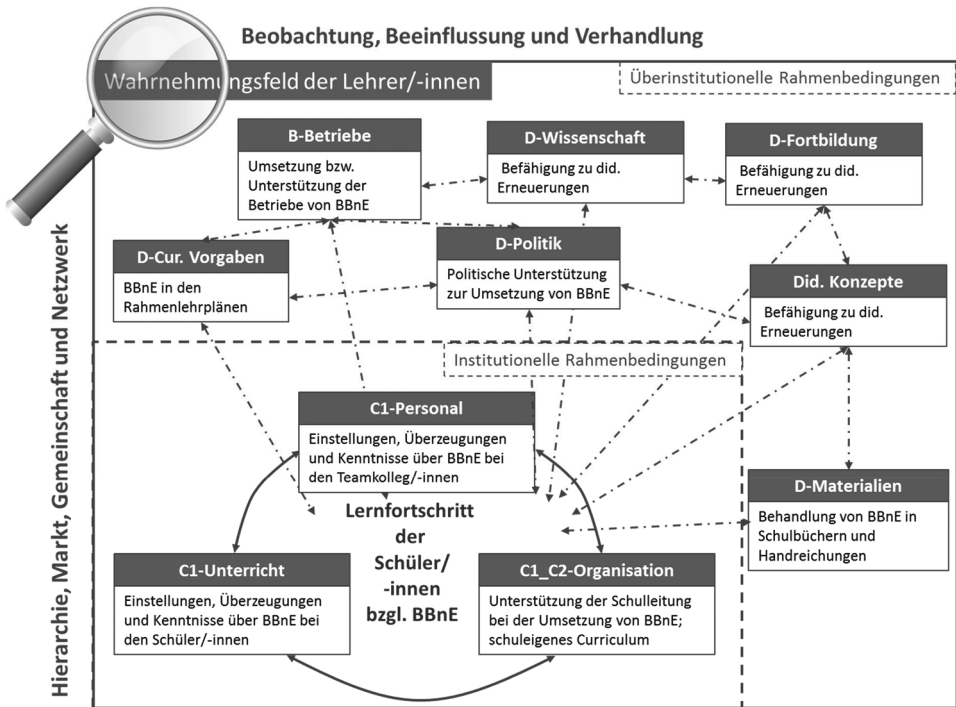 Beobachtung, Beeinflussung und Verhandlung
Wahrnehmungsfeld der Lehrer/-innen
Überinstitutionelle Rahmenbedingungen
Hierarchie, Markt, Gemeinschaft und Netzwerk
B-Betriebe
Umsetzung bzw.
Unterstützung der
Betriebe von BBnE
D-Wissenschaft
Befähigung zu did.
Erneuerungen
D-Fortbildung
Befähigung zu did.
Erneuerungen
D-Cur. Vorgaben
BBnE in den
Rahmenlehrplänen
D-Politik
Politische Unterstützung
zur Umsetzung von BBnE
Did. Konzepte
Befähigung zu did.
Erneuerungen
Institutionelle Rahmenbedingungen
C1-Personal
Einstellungen, Überzeugungen
und Kenntnisse über BBnE bei
den Teamkolleg/-innen
D-Materialien
Behandlung von BBnE in
Schulbüchern und
Handreichungen
Lernfortschritt
der
Schüler/
-innen
bzgl. BBnE
C1-Unterricht
Einstellungen, Überzeugungen
und Kenntnisse über BBnE bei
den Schüler/-innen
C1_C2-Organisation
Unterstützung der Schulleitung
bei der Umsetzung von BBnE;
schuleigenes Curriculum